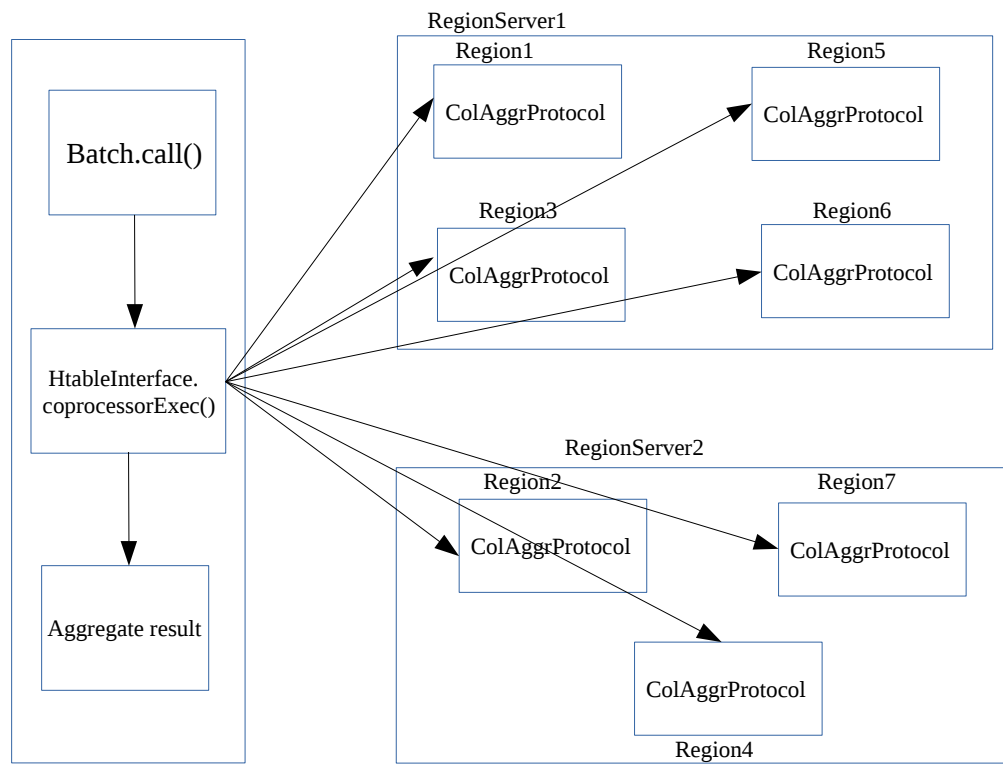 Batch.call()
HtableInterface.
coprocessorExec()
Aggregate result
RegionServer1
Region1
ColAggrProtocol
Region5
ColAggrProtocol
Region3
ColAggrProtocol
Region6
ColAggrProtocol
RegionServer2
Region2
ColAggrProtocol
Region7
ColAggrProtocol
ColAggrProtocol
Region4